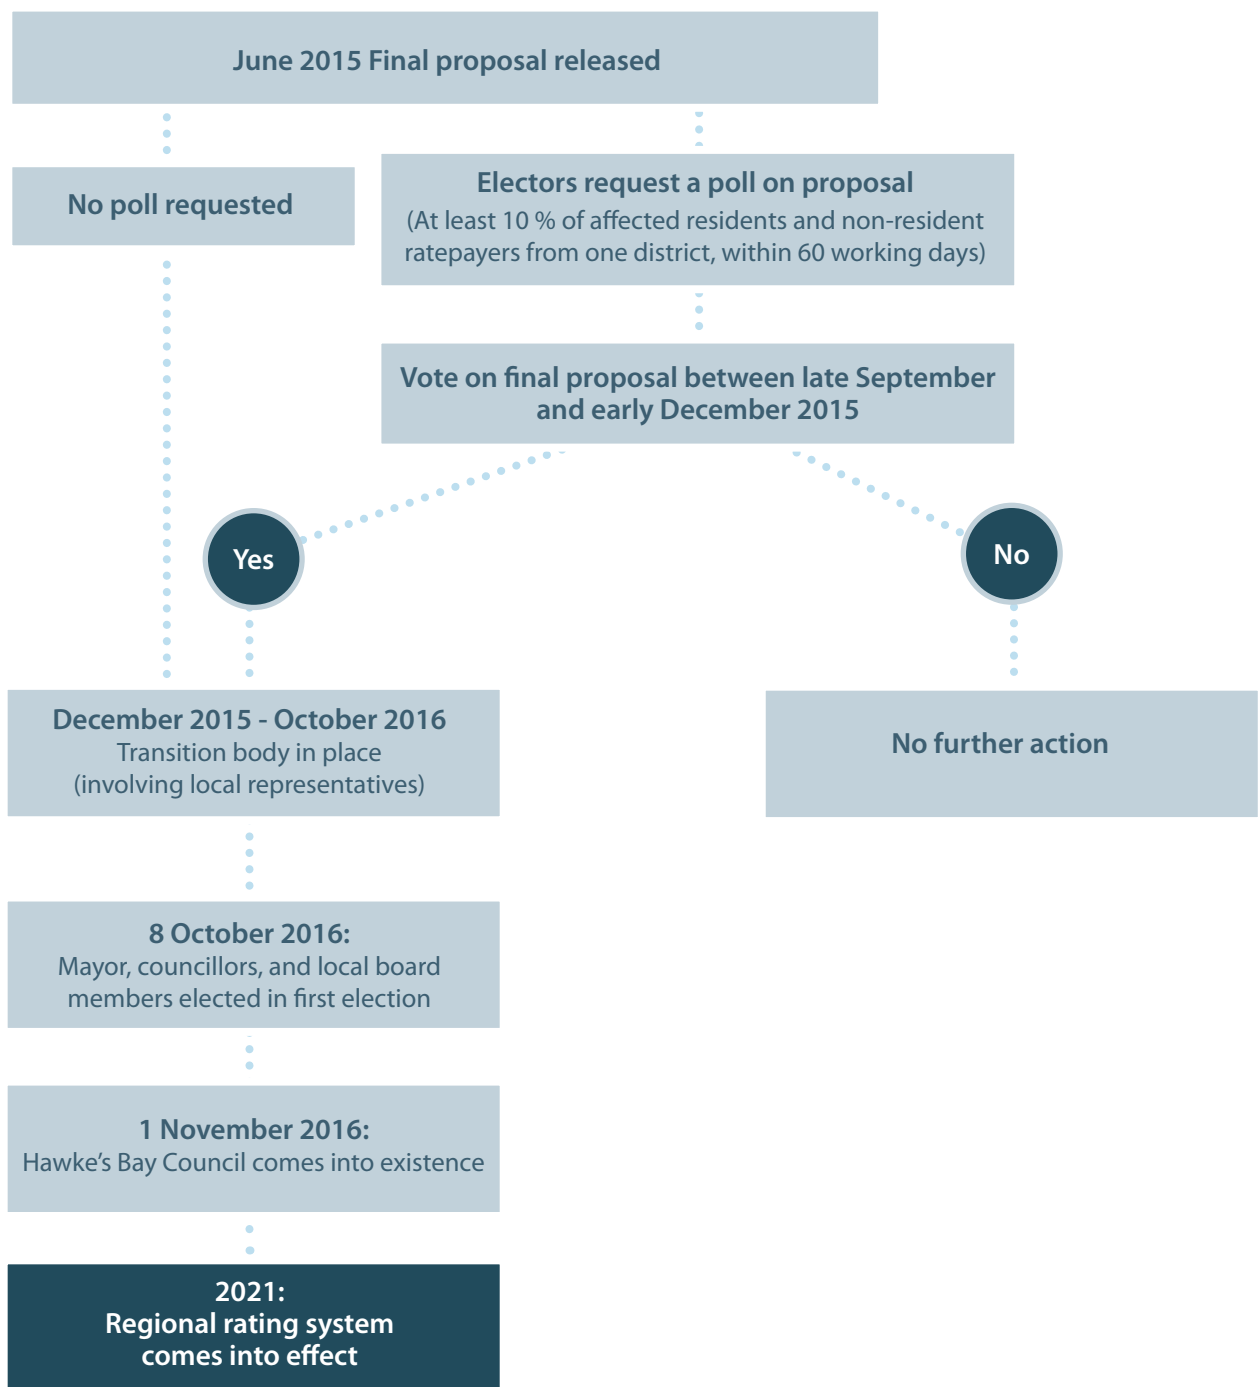 June 2015 Final proposal released
No poll requested
Electors request a poll on proposal
(At least 10 % of affected residents and non-resident
ratepayers from one district, within 60 working days)
Vote on final proposal between late September
and early December 2015
Yes
No
December 2015 - October 2016
Transition body in place
(involving local representatives)
No further action
8 October 2016:
Mayor, councillors, and local board
members elected in first election
1 November 2016:
Hawke’s Bay Council comes into existence
2021:
Regional rating system
comes into effect